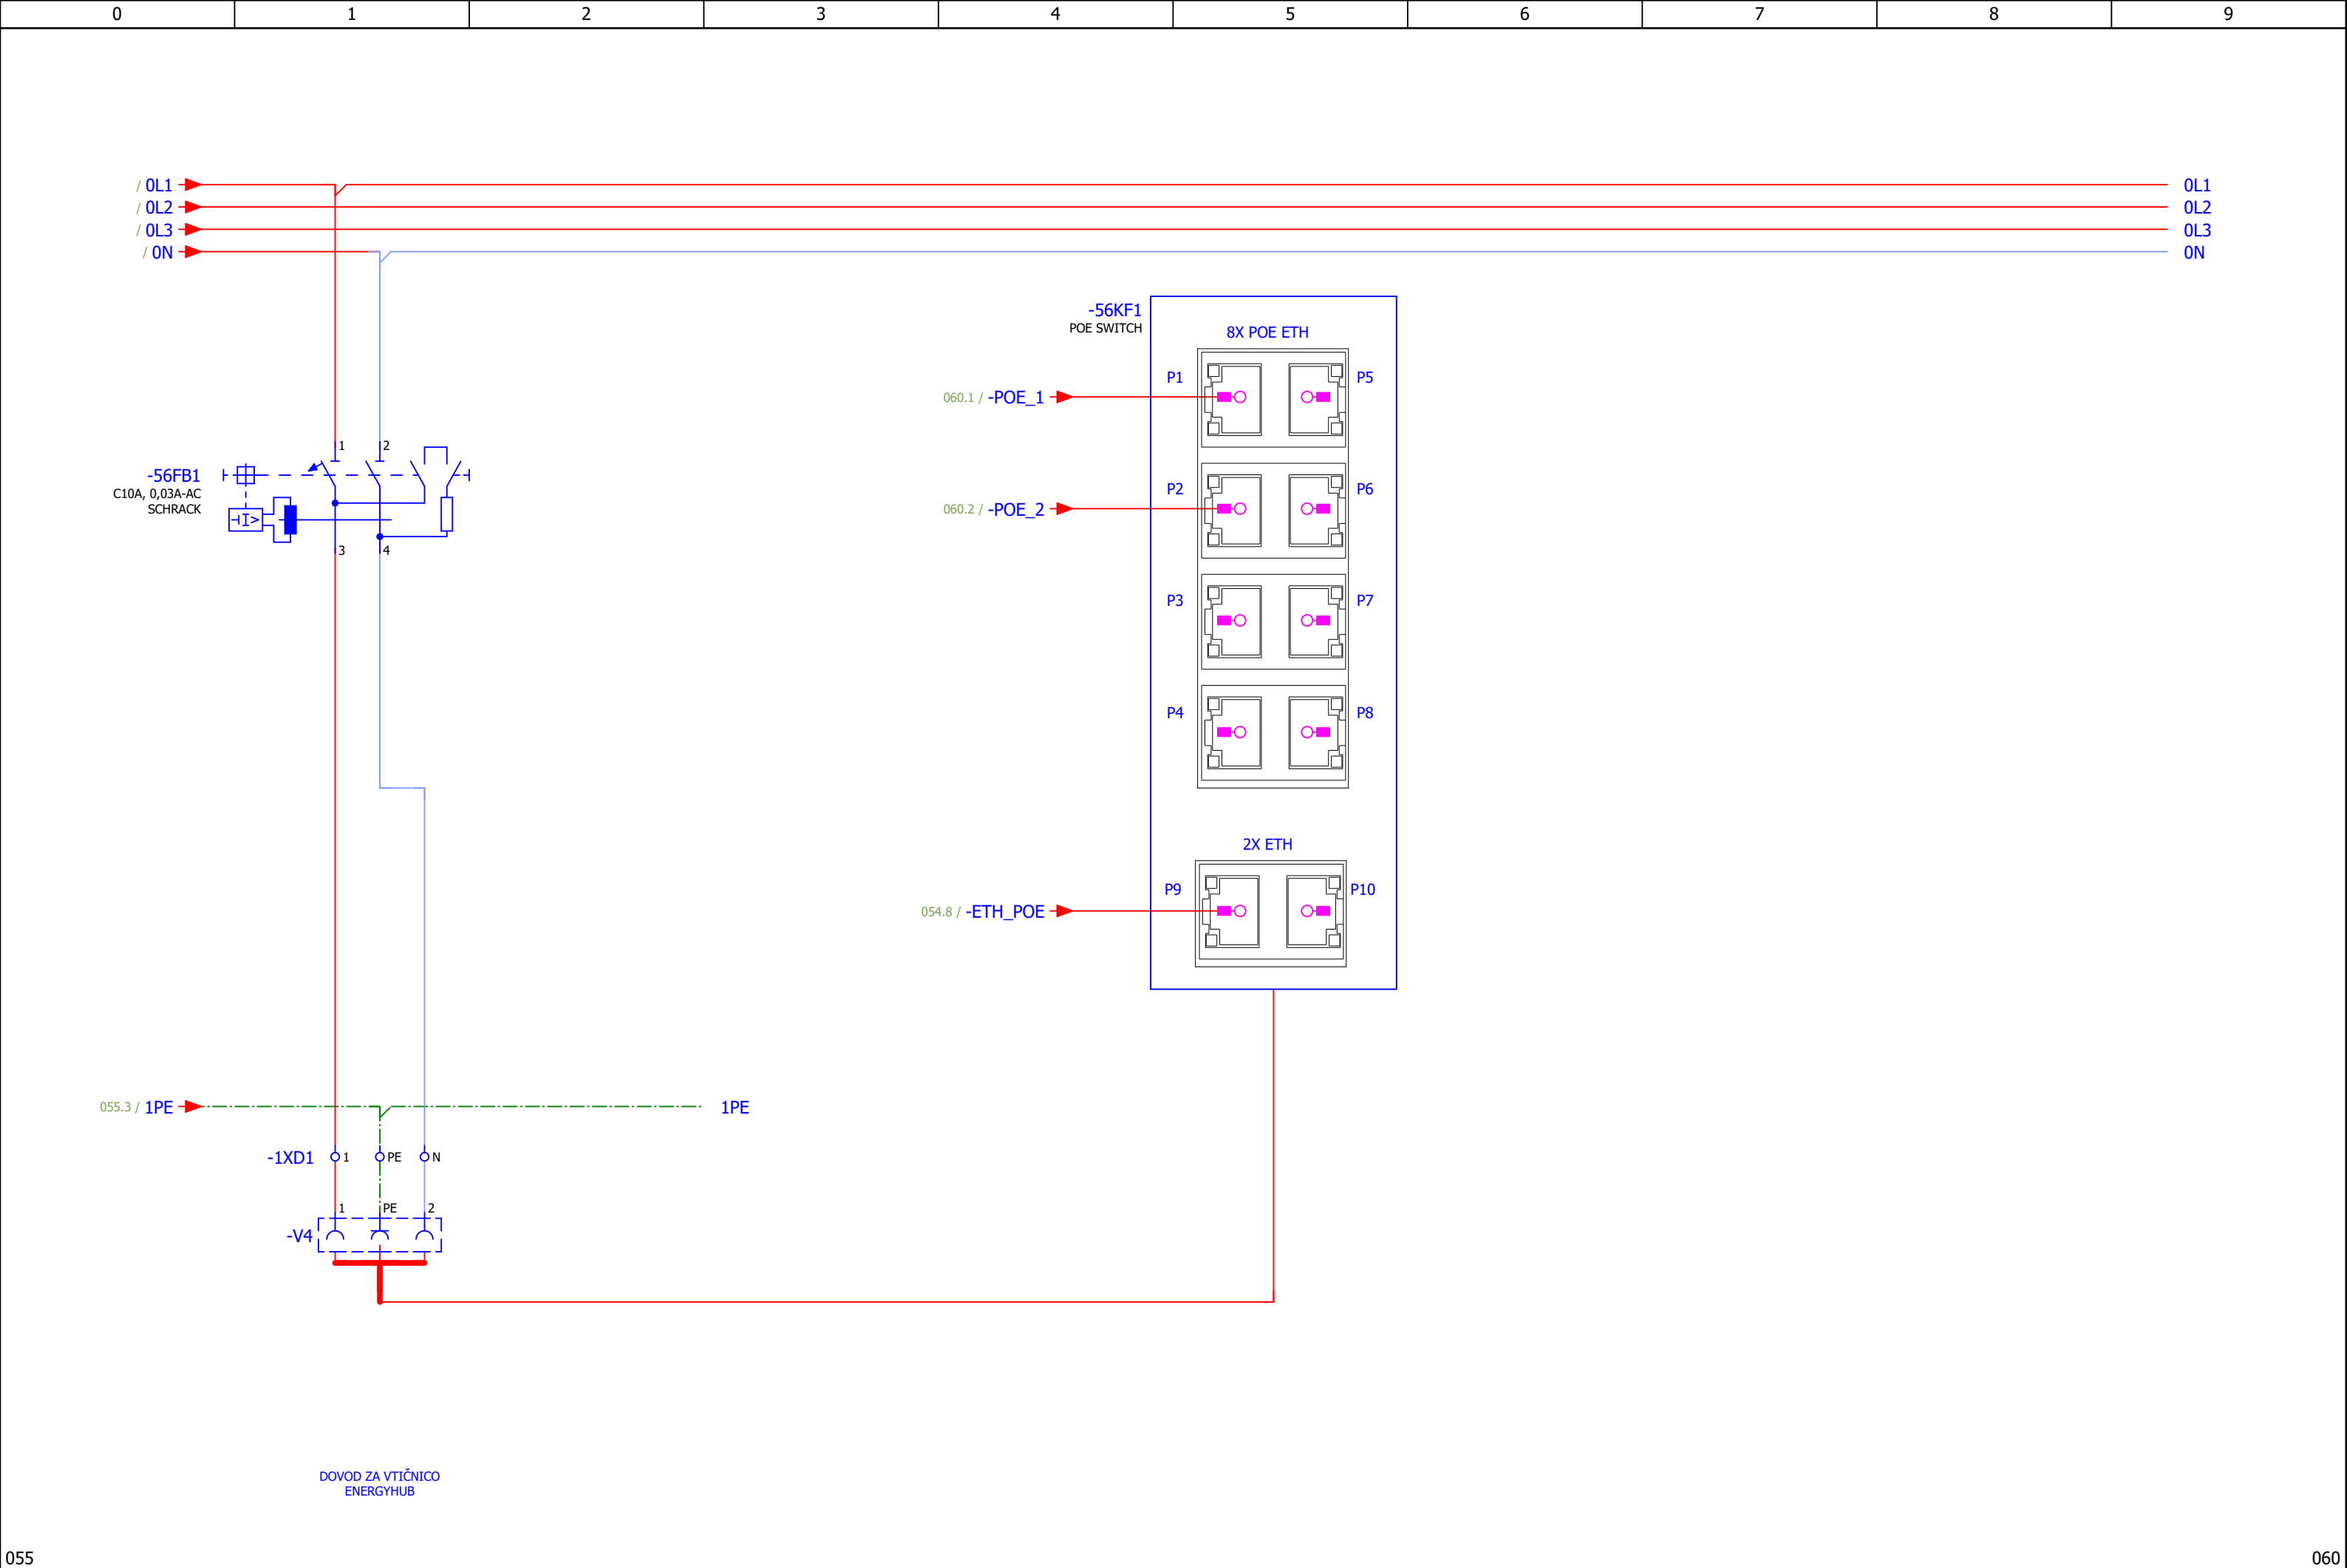 0 1 2 3 4 5 6 7 8 9
/ 0L1 0L1
/ 0L2 0L2
/ 0L3 0L3
/ 0N 0N
-56KF1
POE SWITCH
8X POE ETH
P1 P5
060.1 / -POE_1
1 2
-56FB1
C10A, 0,03A-AC
SCHRACK
I>
3 4
P2 P6
060.2 / -POE_2
P3 P7
P4 P8
2X ETH
P9 P10
054.8 / -ETH_POE
055.3 / 1PE 1PE
-1XD1 1 PE N
1 PE 2
-V4
DOVOD ZA VTIČNICO
ENERGYHUB
055 060